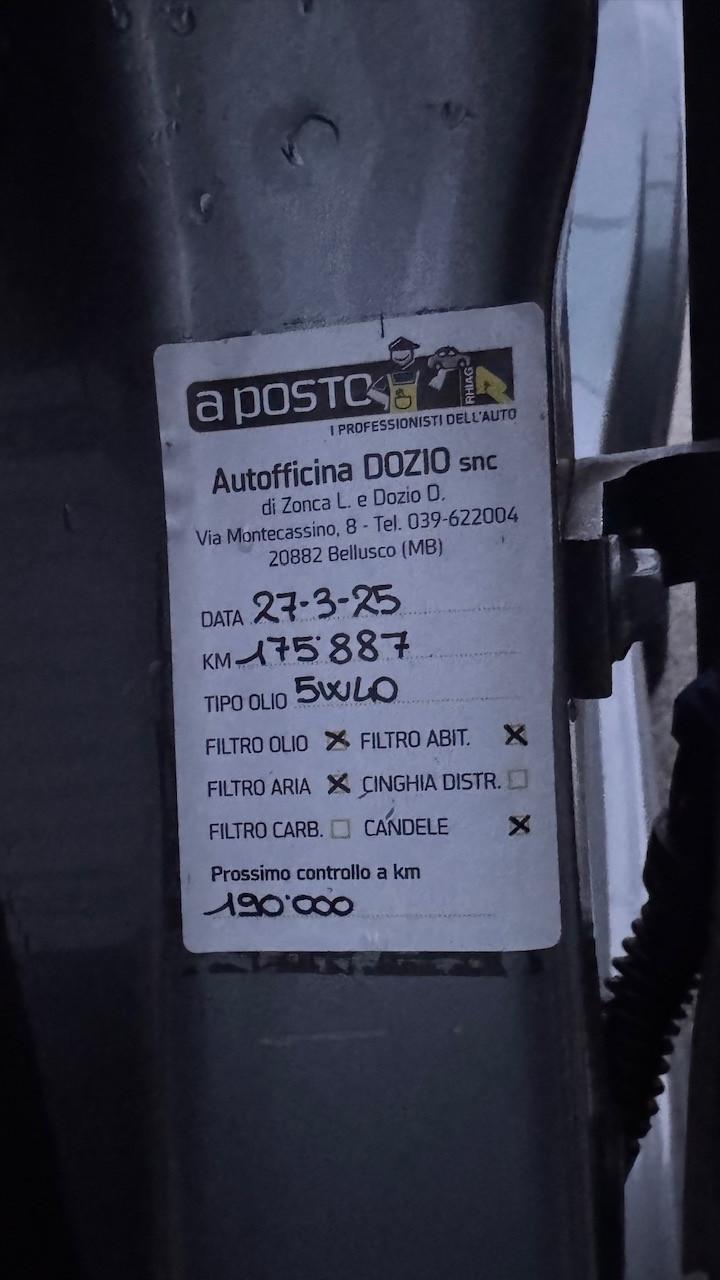 a posto
RHIAG
I PROFESSIONISTI DELL'AUTO
Autofficina DOZIO snc
di Zonca L. e Dozio D.
Via Montecassino, 8 - Tel. 039-622004
20882 Bellusco (MB)
DATA 27-3-25
KM 175'887
TIPO OLIO 5W40
FILTRO OLIO X FILTRO ABIT. X
FILTRO ARIA X CINGHIA DISTR.
FILTRO CARB. CANDELE X
Prossimo controllo a km
190'000